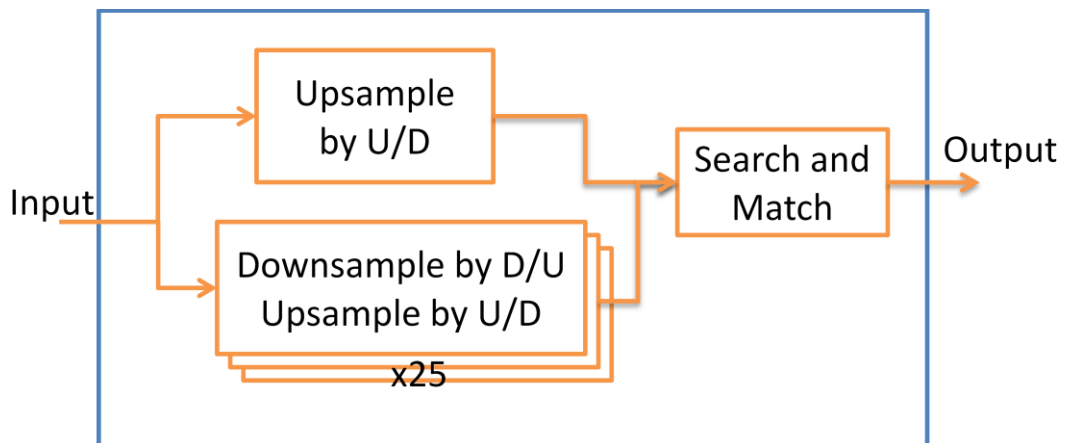 Input
Upsample
by U/D
Downsample by D/U
Upsample by U/D
x25
Search and
Match
Output